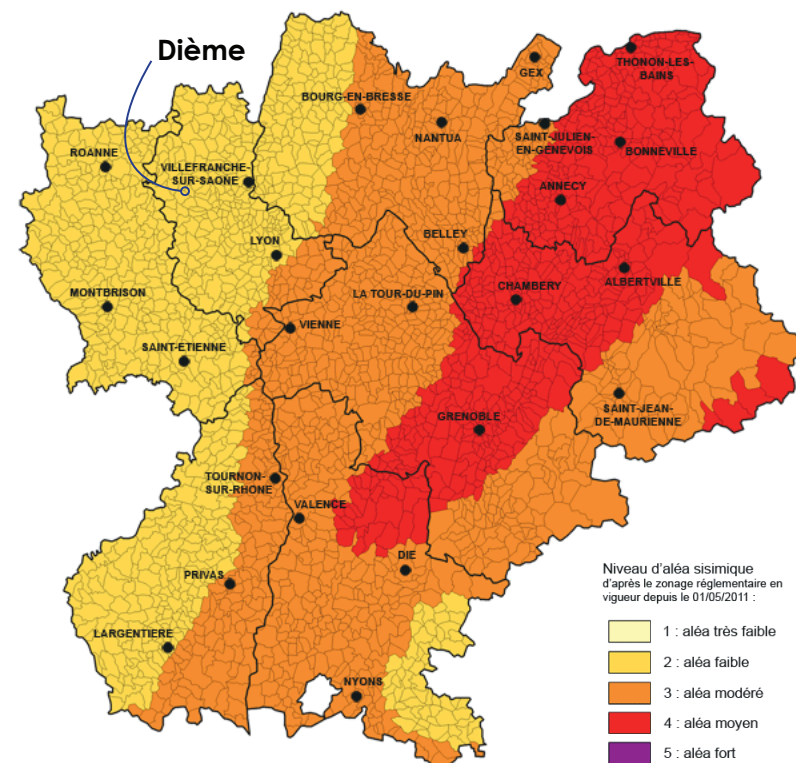 Dième
GEX
THONON-LES-
BAINS
BOURG-EN-BRESSE
NANTUA
SAINT-JULIEN-
EN-GENEVOIS
BONNEVILLE
ROANNE
VILLEFRANCHE-
SUR-SAONE
ANNECY
LYON
BELLEY
MONTBRISON
LA TOUR-DU-PIN
CHAMBERY
ALBERTVILLE
VIENNE
SAINT-ETIENNE
SAINT-JEAN-
DE-MAURIENNE
GRENOBLE
TOURNON-
SUR-RHONE
VALENCE
DIE
PRIVAS
LARGENTIERE
NYONS
Niveau d'aléa sisimique
d'après le zonage réglementaire en
vigueur depuis le 01/05/2011 :
1 : aléa très faible
2 : aléa faible
3 : aléa modéré
4 : aléa moyen
5 : aléa fort